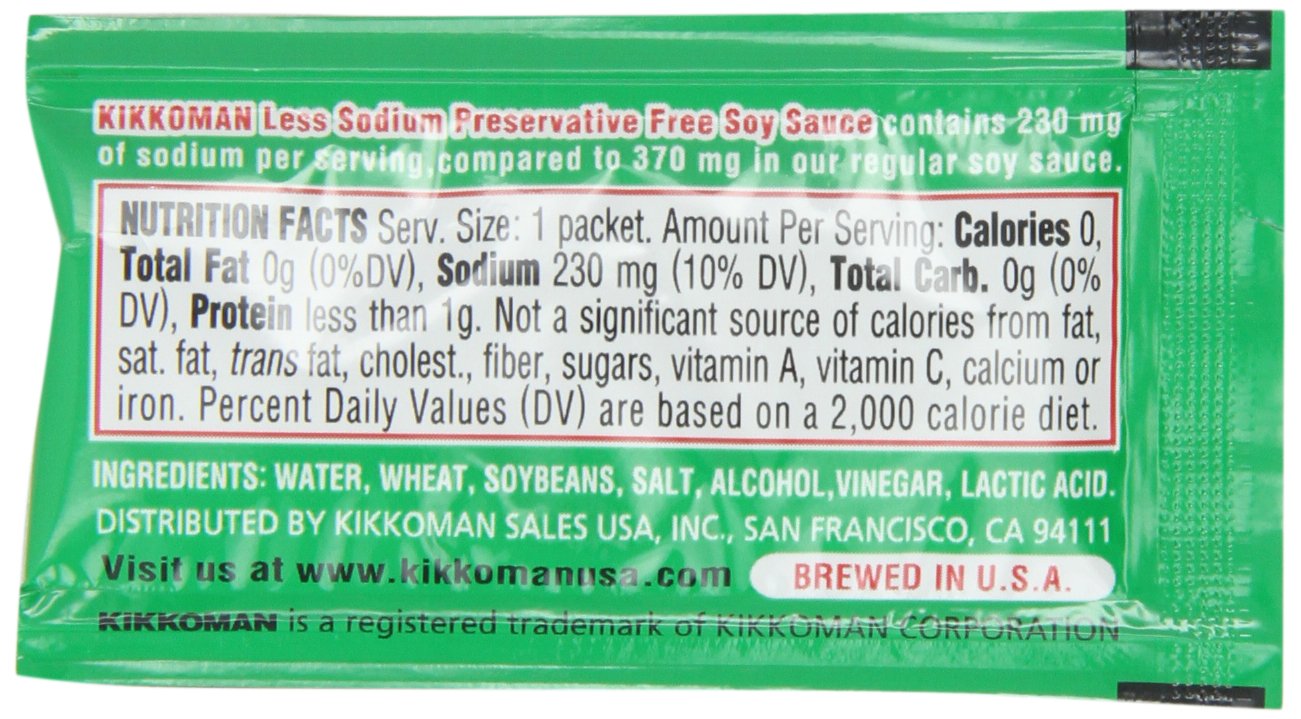 KIKKOMAN Less Sodium Preservative Free Soy Sauce contains 230 mg
of sodium per serving, compared to 370 mg in our regular soy sauce.
NUTRITION FACTS Serv. Size: 1 packet. Amount Per Serving: Calories 0,
Total Fat 0g (0%DV), Sodium 230 mg (10% DV), Total Carb. 0g (0%
DV), Protein less than 1g. Not a significant source of calories from fat,
sat. fat, trans fat, cholest., fiber, sugars, vitamin A, vitamin C, calcium or
iron. Percent Daily Values (DV) are based on a 2,000 calorie diet.
INGREDIENTS: WATER, WHEAT, SOYBEANS, SALT, ALCOHOL, VINEGAR, LACTIC ACID.
DISTRIBUTED BY KIKKOMAN SALES USA, INC., SAN FRANCISCO, CA 94111
Visit us at www.kikkomanusa.com BREWED IN U.S.A.
KIKKOMAN is a registered trademark of KIKKOMAN CORPORATION